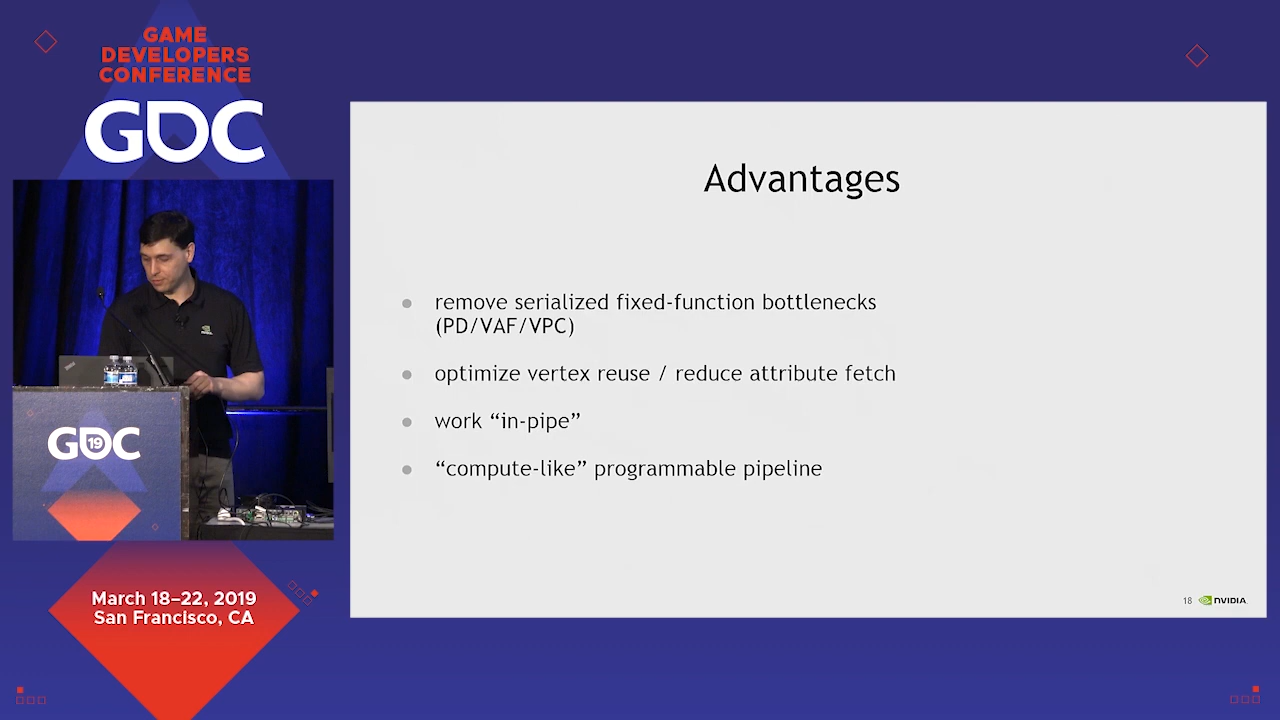 GAME
DEVELOPERS
CONFERENCE
GDC
GDC
19
March 18–22, 2019
San Francisco, CA
Advantages
remove serialized fixed-function bottlenecks
(PD/VAF/VPC)
optimize vertex reuse / reduce attribute fetch
work “in-pipe”
“compute-like” programmable pipeline
18
NVIDIA.